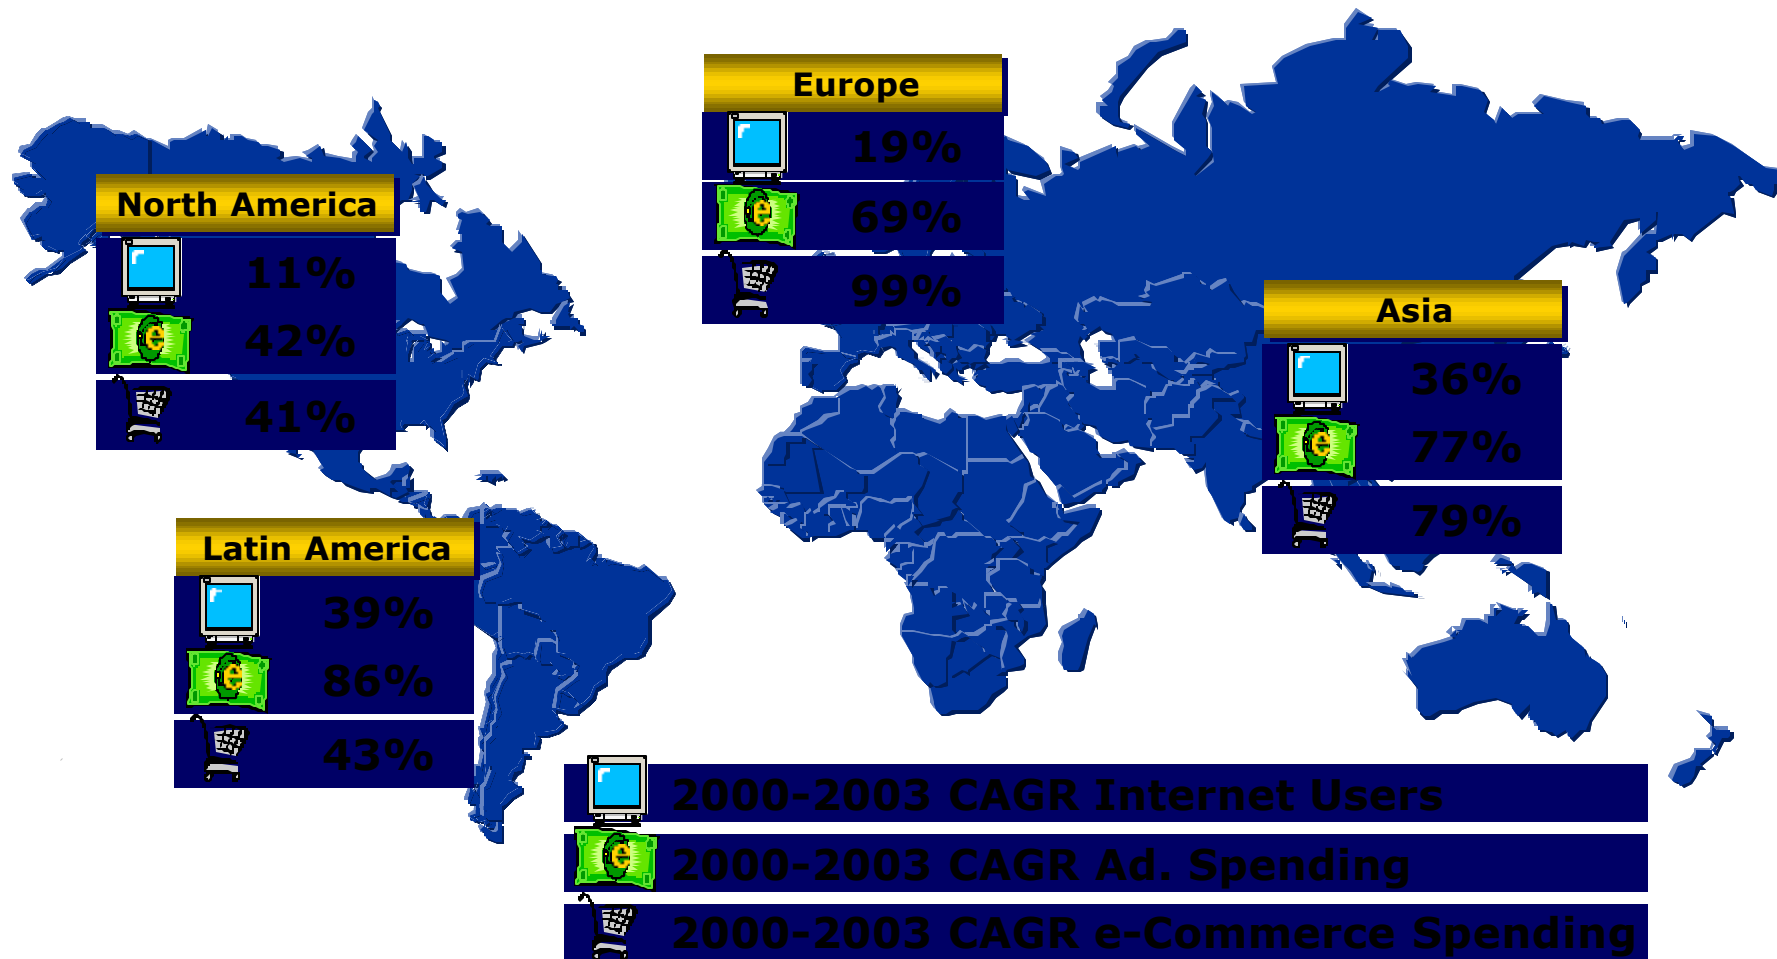 Europe
19%
69%
99%
North America
11%
42%
41%
Asia
36%
77%
79%
Latin America
39%
86%
43%
2000-2003 CAGR Internet Users
2000-2003 CAGR Ad. Spending
2000-2003 CAGR e-Commerce Spending